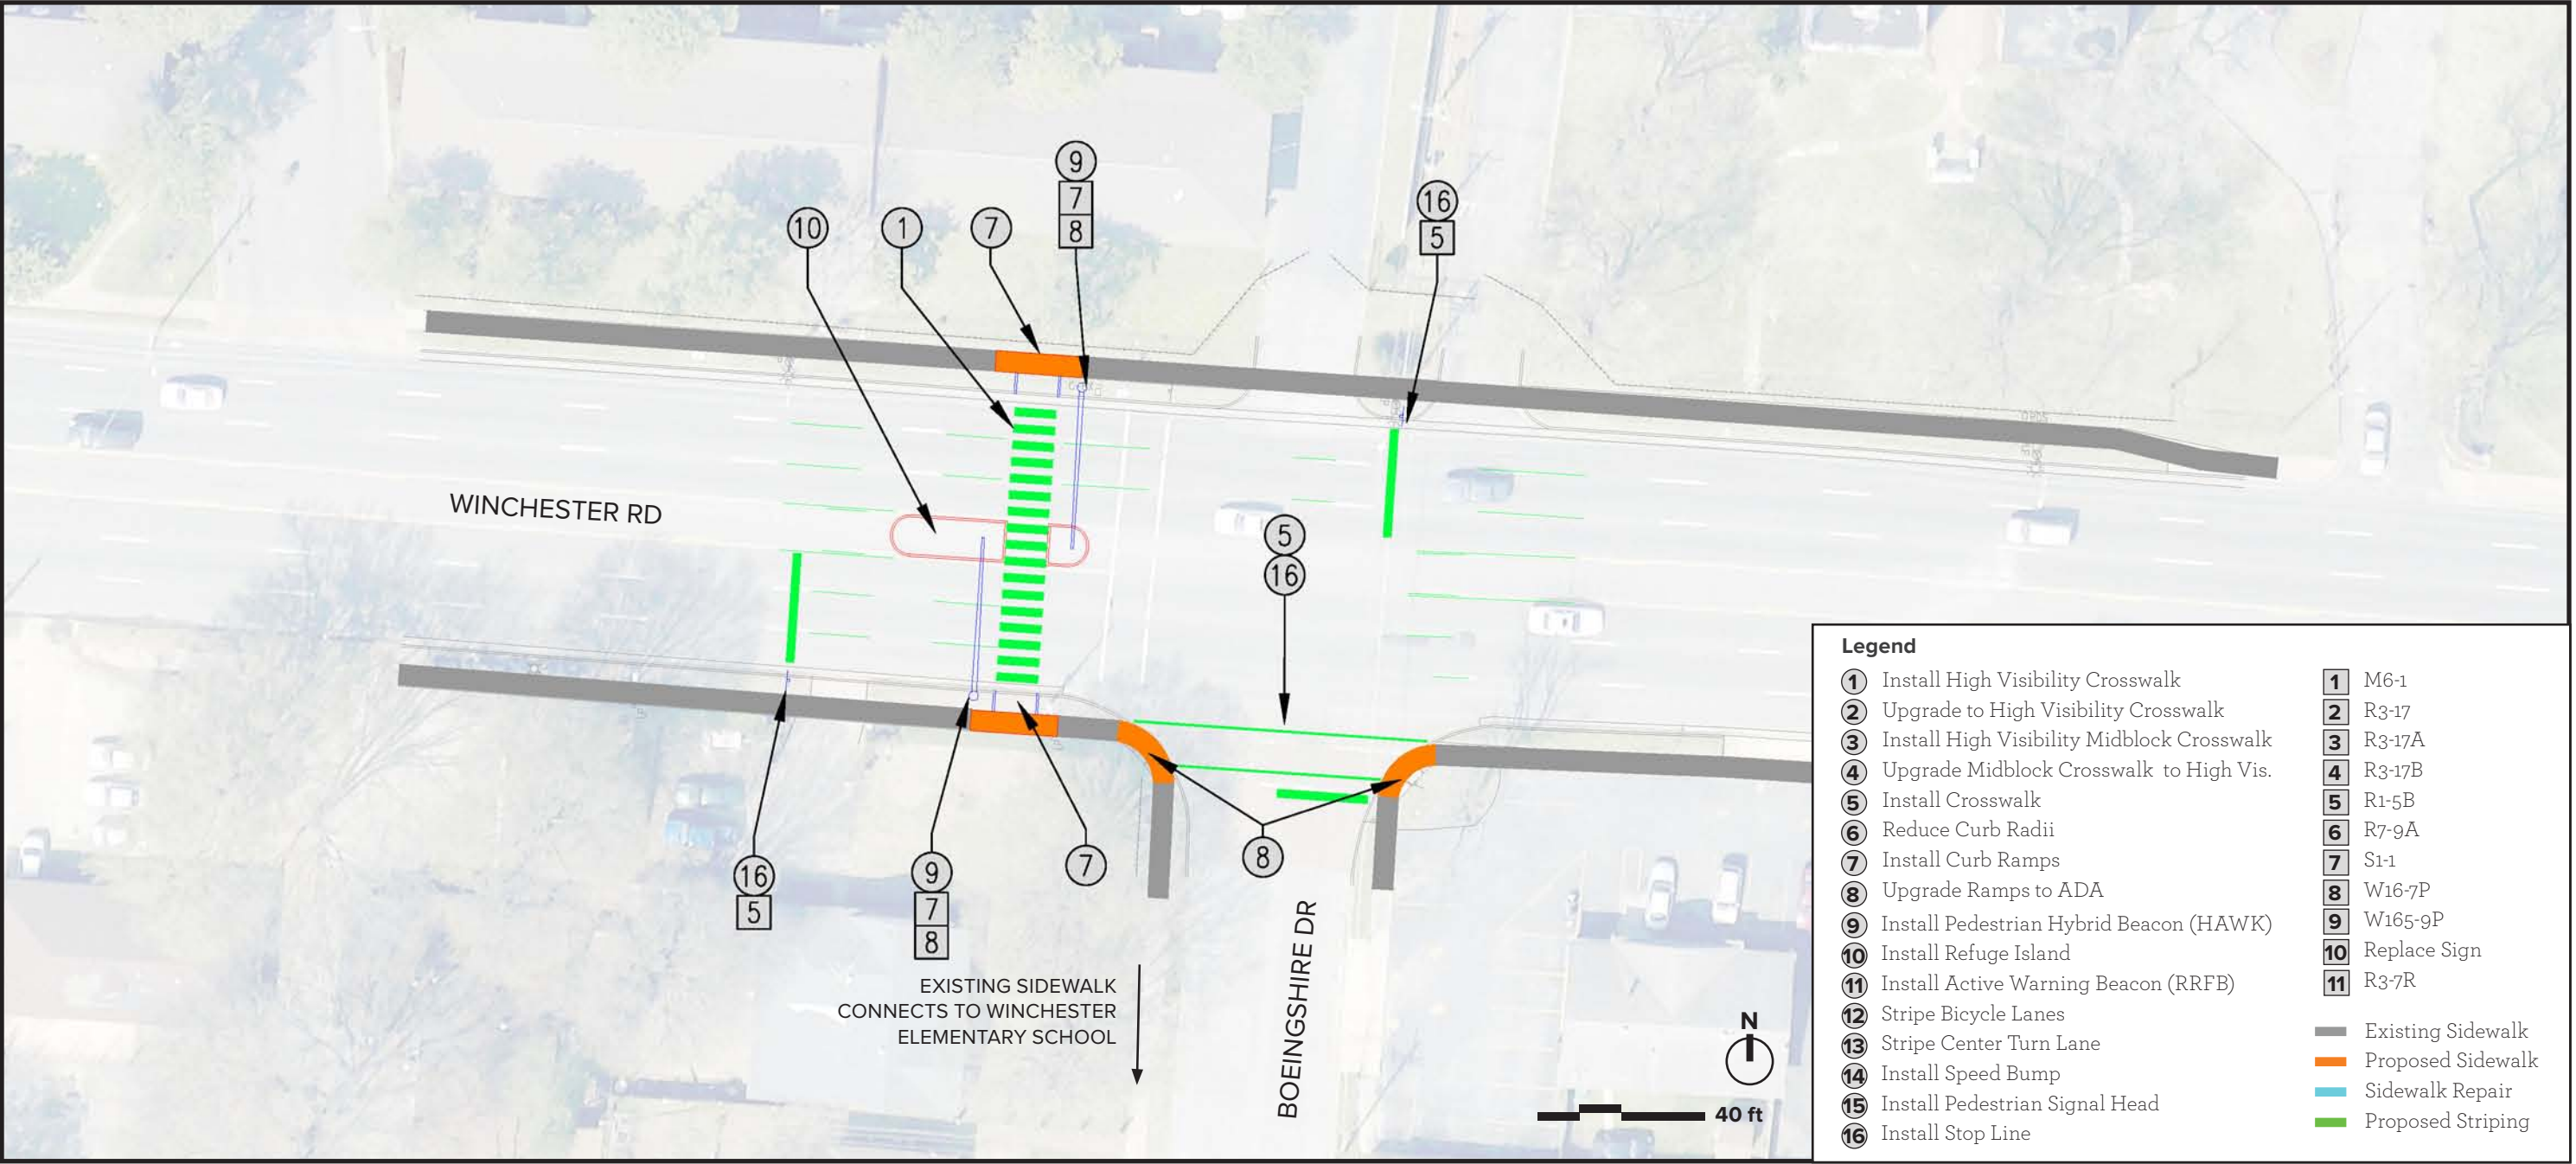 9
7
8
16
5
10
1
7
WINCHESTER RD
5
16
16
5
9
7
8
7
8
EXISTING SIDEWALK
CONNECTS TO WINCHESTER
ELEMENTARY SCHOOL
BOEINGSHIRE DR
N
40 ft
Legend
1 Install High Visibility Crosswalk
2 Upgrade to High Visibility Crosswalk
3 Install High Visibility Midblock Crosswalk
4 Upgrade Midblock Crosswalk to High Vis.
5 Install Crosswalk
6 Reduce Curb Radii
7 Install Curb Ramps
8 Upgrade Ramps to ADA
9 Install Pedestrian Hybrid Beacon (HAWK)
10 Install Refuge Island
11 Install Active Warning Beacon (RRFB)
12 Stripe Bicycle Lanes
13 Stripe Center Turn Lane
14 Install Speed Bump
15 Install Pedestrian Signal Head
16 Install Stop Line
1 M6-1
2 R3-17
3 R3-17A
4 R3-17B
5 R1-5B
6 R7-9A
7 S1-1
8 W16-7P
9 W165-9P
10 Replace Sign
11 R3-7R
Existing Sidewalk
Proposed Sidewalk
Sidewalk Repair
Proposed Striping